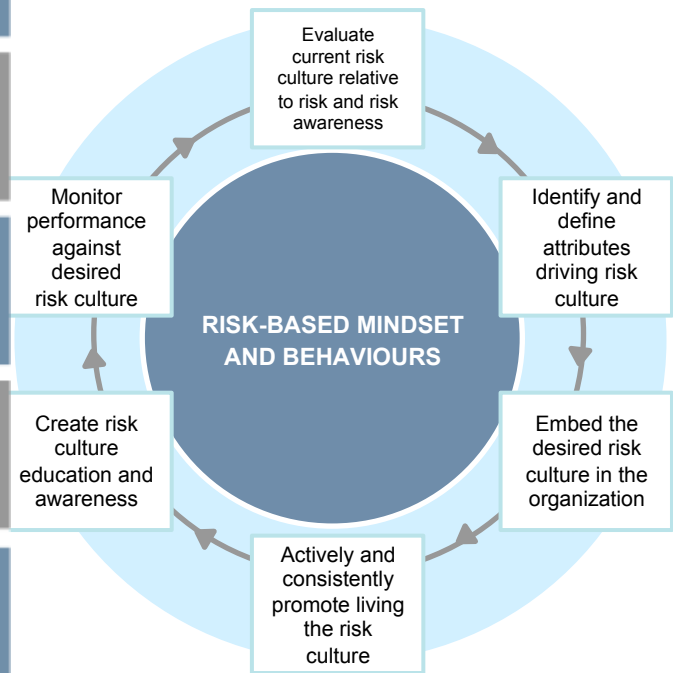 Evaluate
current risk
culture relative
to risk and risk
awareness
Identify and
define
attributes
driving risk
culture
Embed the
desired risk
culture in the
organization
Actively and
consistently
promote living
the risk
culture
Create risk
culture
education and
awareness
Monitor
performance
against
desired
risk culture
RISK-BASED MINDSET
AND BEHAVIOURS